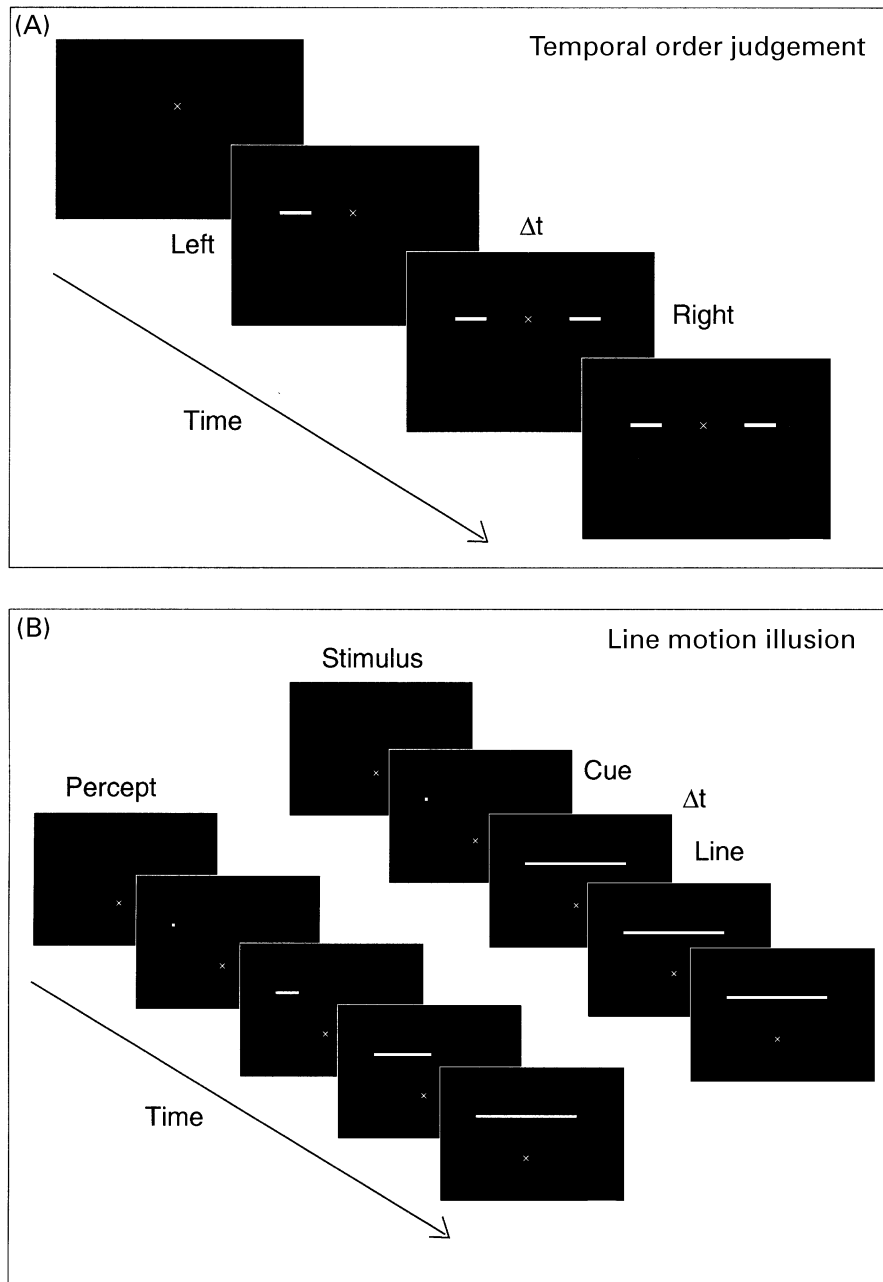 (A)
Temporal order judgement
Left
Δt
Right
Time
(B)
Line motion illusion
Stimulus
Cue
Percept
Δt
Line
Time